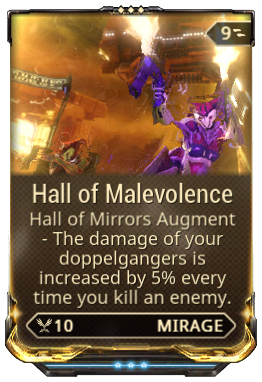 9
Hall of Malevolence
Hall of Mirrors Augment
- The damage of your
doppelgangers is
increased by 5% every
time you kill an enemy.
10 MIRAGE